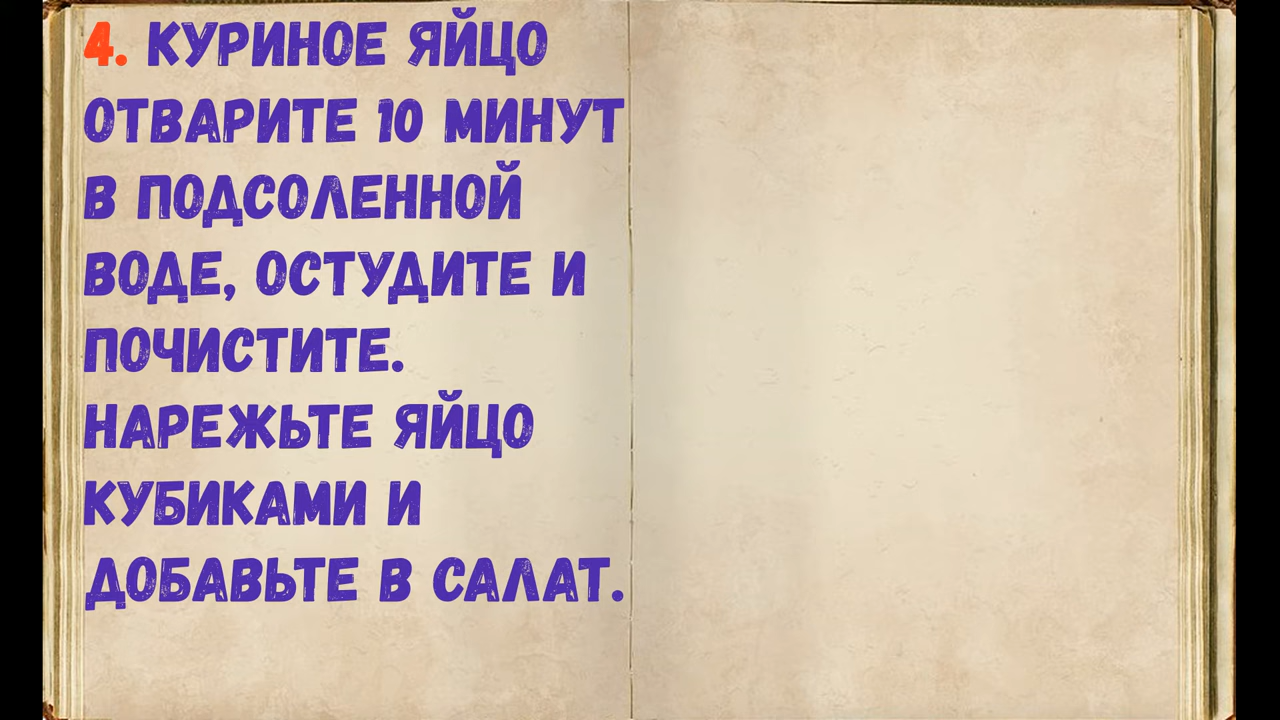 4. КУРИНОЕ ЯЙЦО
ОТВАРИТЕ 10 МИНУТ
В ПОДСОЛЕННОЙ
ВОДЕ, ОСТУДИТЕ И
ПОЧИСТИТЕ.
НАРЕЖЬТЕ ЯЙЦО
КУБИКАМИ И
ДОБАВЬТЕ В САЛАТ.